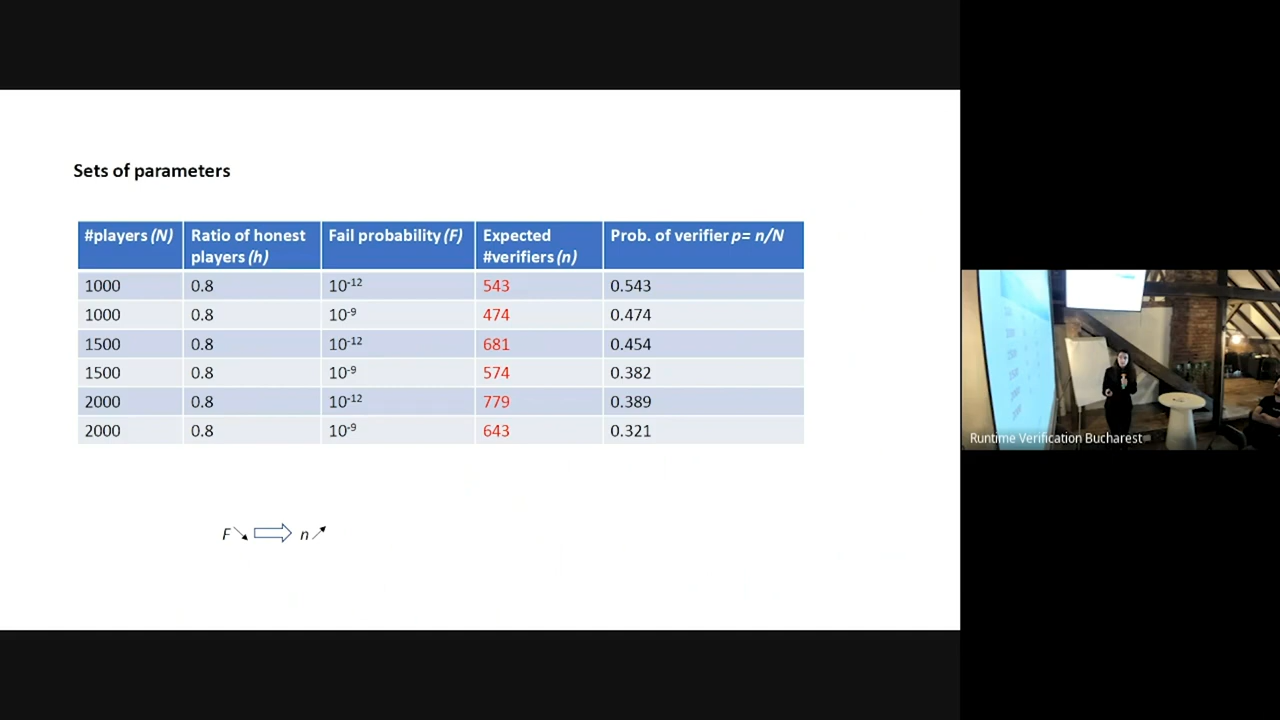 Sets of parameters
#players (N) Ratio of honest players (h) Fail probability (F) Expected #verifiers (n) Prob. of verifier p= n/N
1000 0.8 10-12 543 0.543
1000 0.8 10-9 474 0.474
1500 0.8 10-12 681 0.454
1500 0.8 10-9 574 0.382
2000 0.8 10-12 779 0.389
2000 0.8 10-9 643 0.321
F↘ ⇨ n↗
Runtime Verification Bucharest